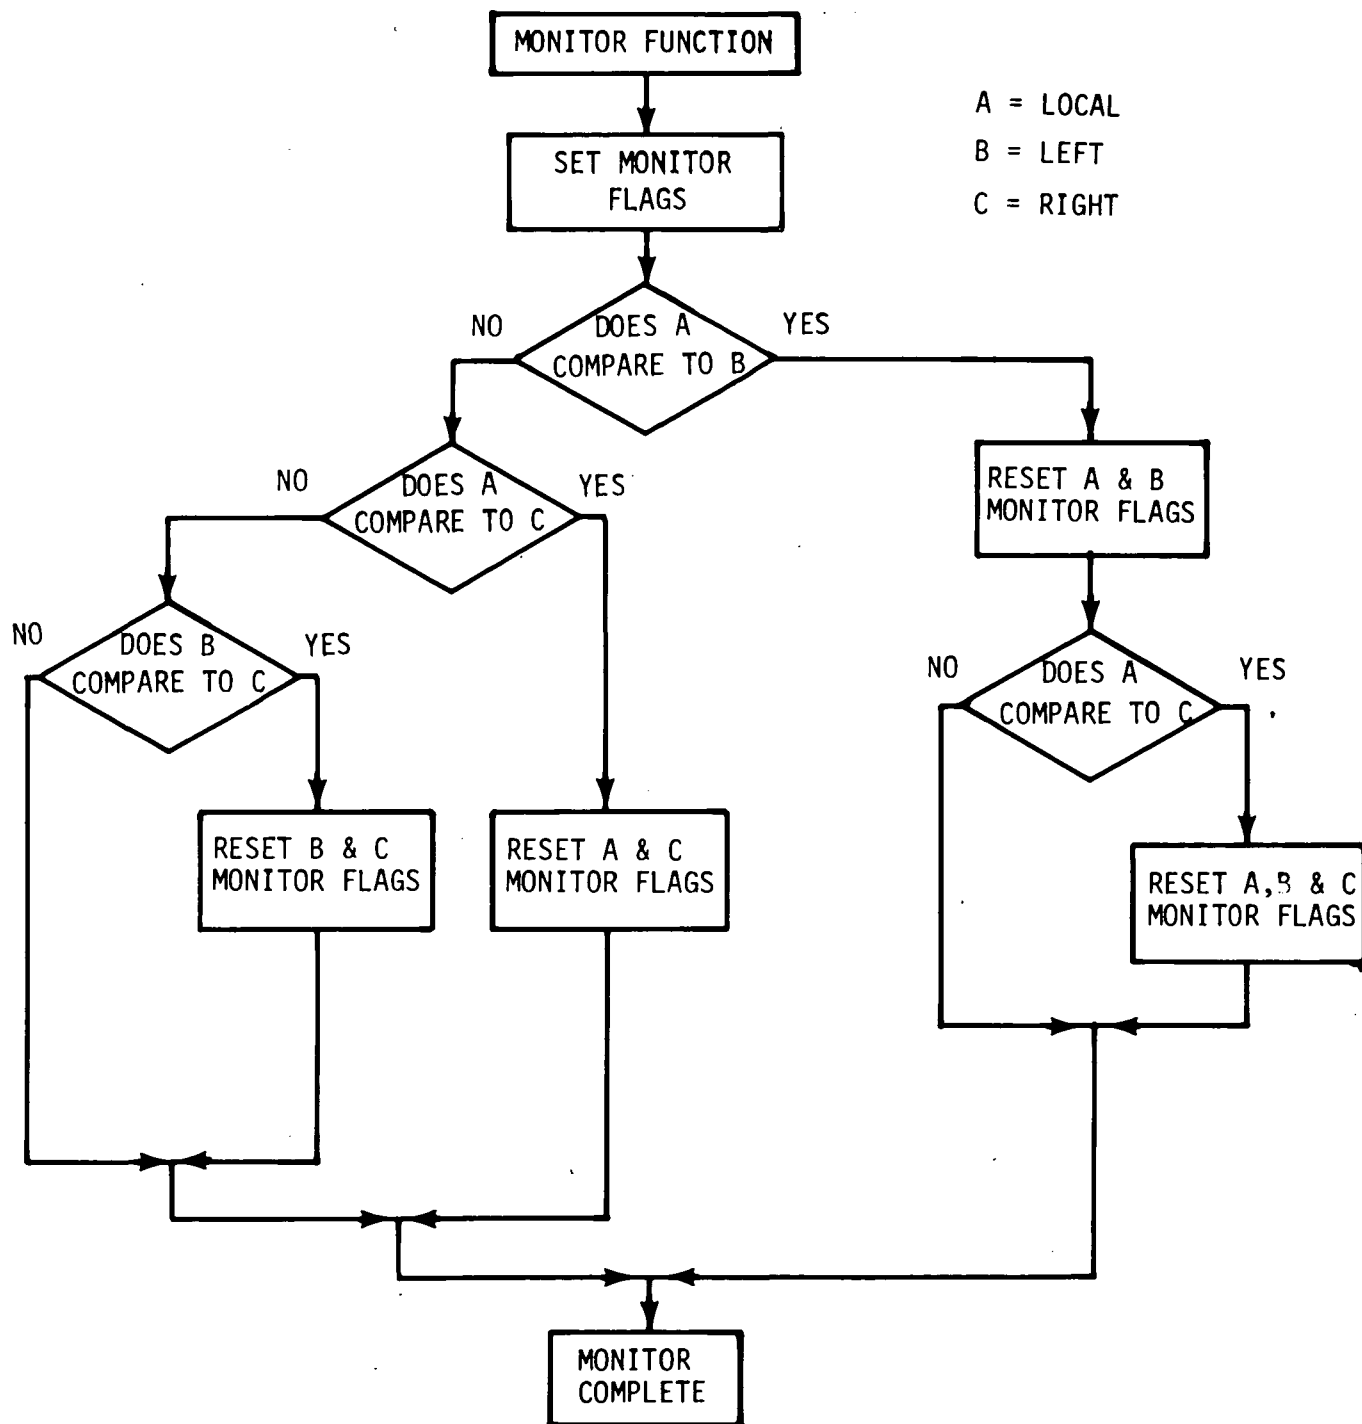 MONITOR FUNCTION
A = LOCAL
B = LEFT
C = RIGHT
SET MONITOR
FLAGS
NO
DOES A
COMPARE TO B
YES
NO
DOES A
COMPARE TO C
YES
RESET A & B
MONITOR FLAGS
NO
DOES B
COMPARE TO C
YES
NO
DOES A
COMPARE TO C
YES
RESET B & C
MONITOR FLAGS
RESET A & C
MONITOR FLAGS
RESET A,B & C
MONITOR FLAGS
MONITOR
COMPLETE